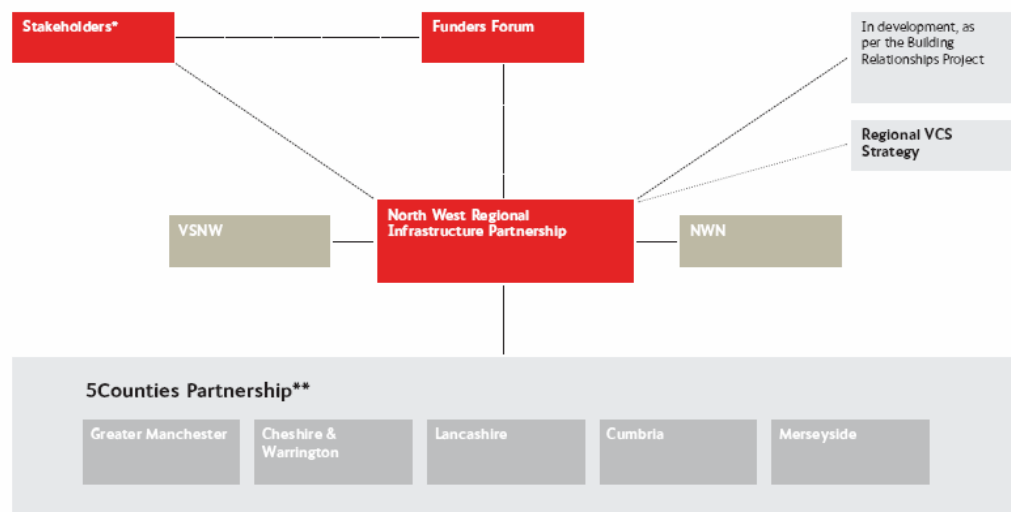 Stakeholders*
Funders Forum
In development, as
per the Building
Relationships Project
Regional VCS
Strategy
North West Regional
Infrastructure Partnership
VSNW
NWN
5Counties Partnership**
Greater Manchester
Cheshire &
Warrington
Lancashire
Cumbria
Merseyside